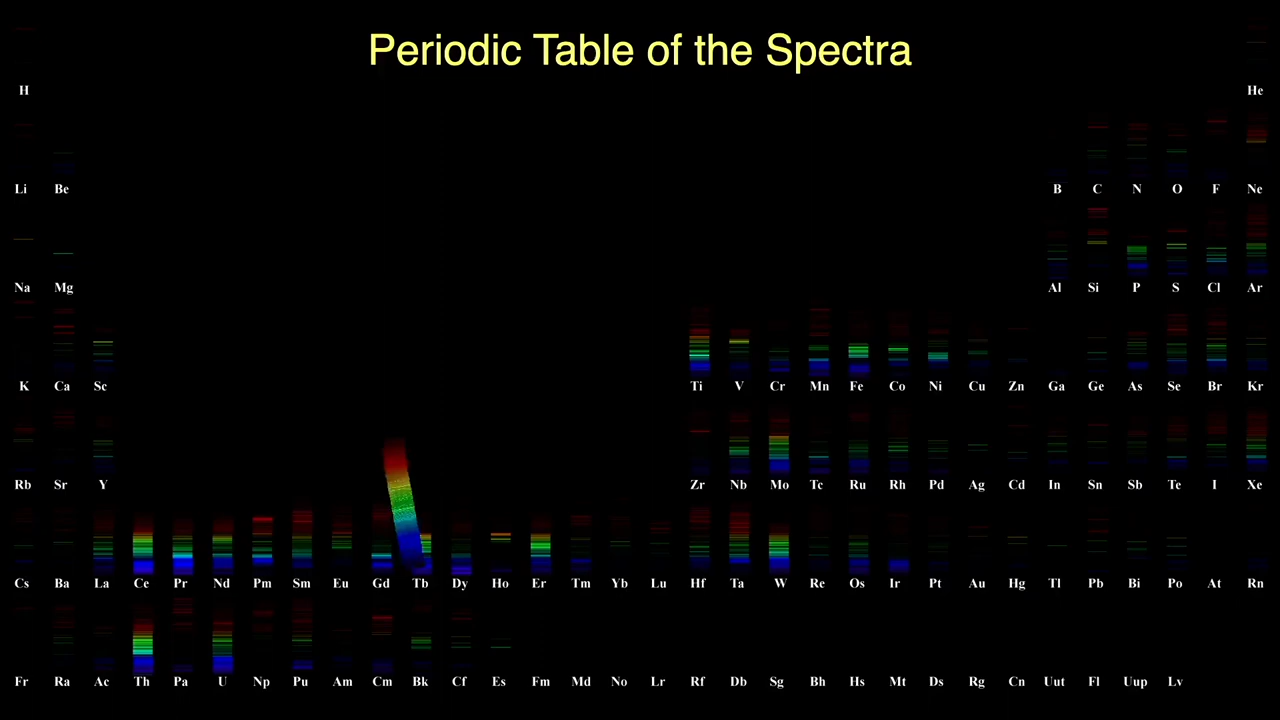 Periodic Table of the Spectra
H He
Li Be B C N O F Ne
Na Mg Al Si P S Cl Ar
K Ca Sc Ti V Cr Mn Fe Co Ni Cu Zn Ga Ge As Se Br Kr
Rb Sr Y Zr Nb Mo Tc Ru Rh Pd Ag Cd In Sn Sb Te I Xe
Cs Ba La Ce Pr Nd Pm Sm Eu Gd Tb Dy Ho Er Tm Yb Lu Hf Ta W Re Os Ir Pt Au Hg Tl Pb Bi Po At Rn
Fr Ra Ac Th Pa U Np Pu Am Cm Bk Cf Es Fm Md No Lr Rf Db Sg Bh Hs Mt Ds Rg Cn Uut Fl Uup Lv